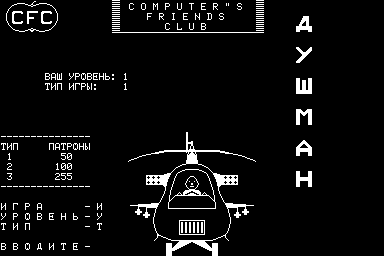 CFC
COMPUTER"S
FRIENDS
CLUB
ДУШМАН
ВАШ УРОВЕНЬ: 1
ТИП ИГРЫ: 1
ТИП ПАТРОНЫ
1 50
2 100
3 255
ИГРА -И
УРОВЕНЬ-У
ТИП -Т
ВВОДИТЕ-